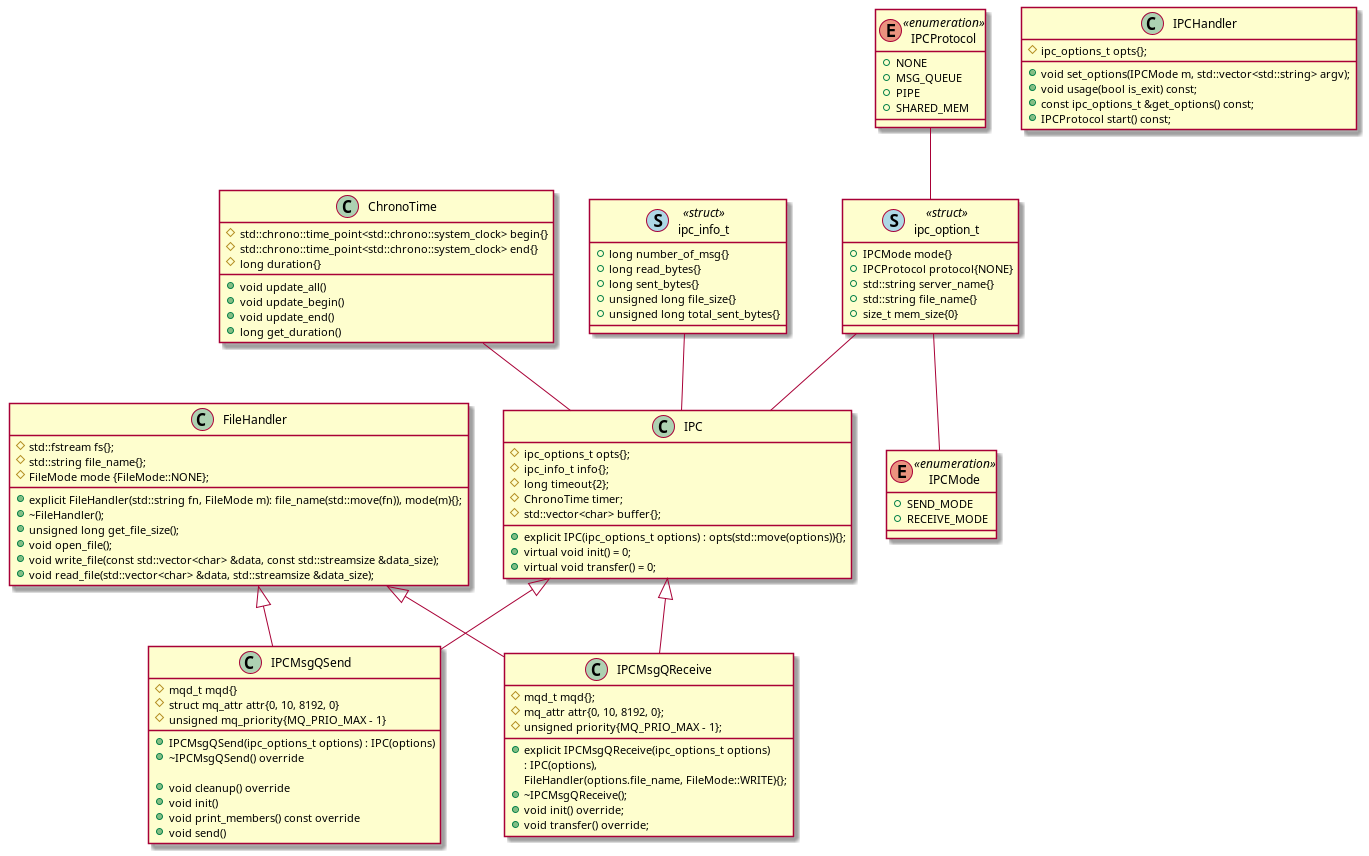 E «enumeration»
IPCProtocol
NONE
MSG_QUEUE
PIPE
SHARED_MEM
C IPCHandler
ipc_options_t opts{};
void set_options(IPCMode m, std::vector<std::string> argv);
void usage(bool is_exit) const;
const ipc_options_t &get_options() const;
IPCProtocol start() const;
C ChronoTime
std::chrono::time_point<std::chrono::system_clock> begin{}
std::chrono::time_point<std::chrono::system_clock> end{}
long duration{}
void update_all()
void update_begin()
void update_end()
long get_duration()
S «struct»
ipc_info_t
long number_of_msg{}
long read_bytes{}
long sent_bytes{}
unsigned long file_size{}
unsigned long total_sent_bytes{}
S «struct»
ipc_option_t
IPCMode mode{}
IPCProtocol protocol{NONE}
std::string server_name{}
std::string file_name{}
size_t mem_size{0}
C FileHandler
std::fstream fs{};
std::string file_name{};
FileMode mode {FileMode::NONE};
explicit FileHandler(std::string fn, FileMode m): file_name(std::move(fn)), mode(m){};
~FileHandler();
unsigned long get_file_size();
void open_file();
void write_file(const std::vector<char> &data, const std::streamsize &data_size);
void read_file(std::vector<char> &data, std::streamsize &data_size);
C IPC
ipc_options_t opts{};
ipc_info_t info{};
long timeout{2};
ChronoTime timer;
std::vector<char> buffer{};
explicit IPC(ipc_options_t options) : opts(std::move(options)){};
virtual void init() = 0;
virtual void transfer() = 0;
E «enumeration»
IPCMode
SEND_MODE
RECEIVE_MODE
C IPCMsgQSend
mqd_t mqd{}
struct mq_attr attr{0, 10, 8192, 0}
unsigned mq_priority{MQ_PRIO_MAX - 1}
IPCMsgQSend(ipc_options_t options) : IPC(options)
~IPCMsgQSend() override
void cleanup() override
void init()
void print_members() const override
void send()
C IPCMsgQReceive
mqd_t mqd{};
mq_attr attr{0, 10, 8192, 0};
unsigned priority{MQ_PRIO_MAX - 1};
explicit IPCMsgQReceive(ipc_options_t options)
: IPC(options),
FileHandler(options.file_name, FileMode::WRITE){};
~IPCMsgQReceive();
void init() override;
void transfer() override;